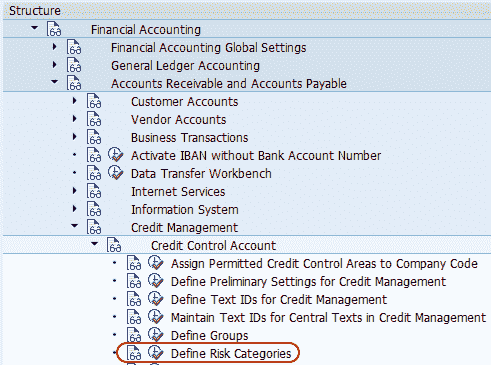 Structure
Financial Accounting
Financial Accounting Global Settings
General Ledger Accounting
Accounts Receivable and Accounts Payable
Customer Accounts
Vendor Accounts
Business Transactions
Activate IBAN without Bank Account Number
Data Transfer Workbench
Internet Services
Information System
Credit Management
Credit Control Account
Assign Permitted Credit Control Areas to Company Code
Define Preliminary Settings for Credit Management
Define Text IDs for Credit Management
Maintain Text IDs for Central Texts in Credit Management
Define Groups
Define Risk Categories